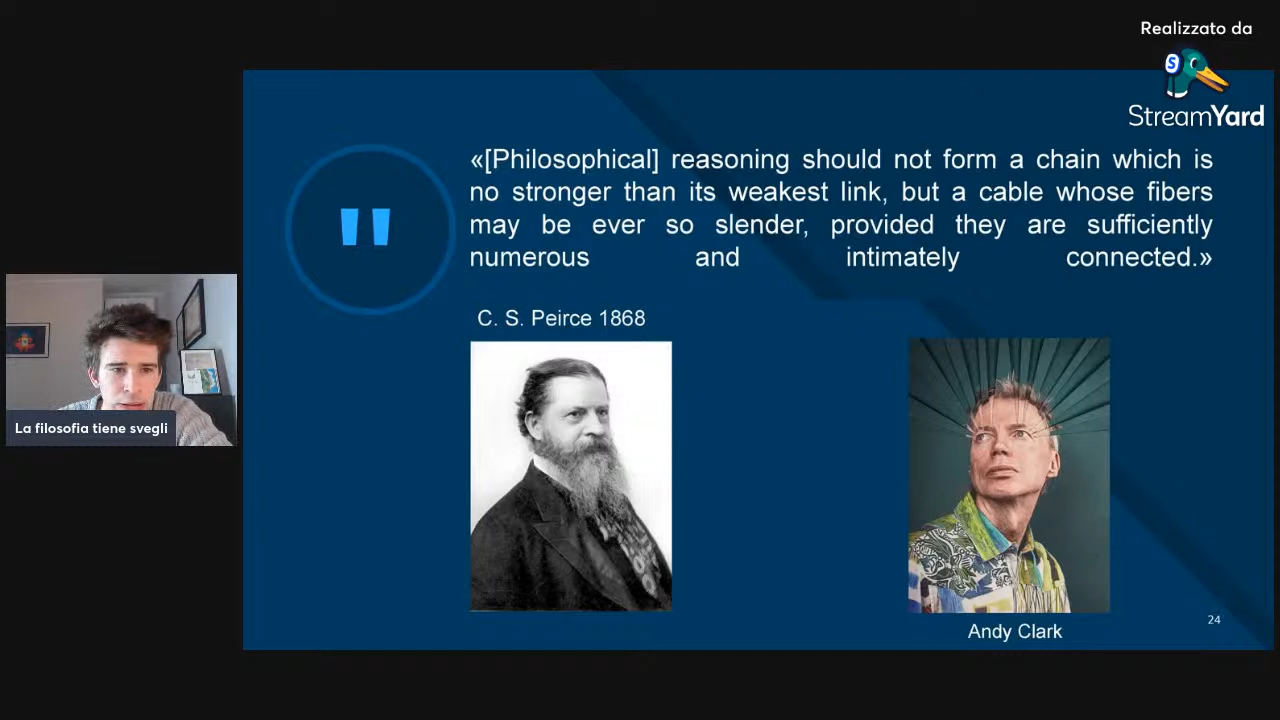 Realizzato da
S
StreamYard
«[Philosophical] reasoning should not form a chain which is
no stronger than its weakest link, but a cable whose fibers
may be ever so slender, provided they are sufficiently
numerous and intimately connected.»
"
C. S. Peirce 1868
La filosofia tiene svegli
24
Andy Clark